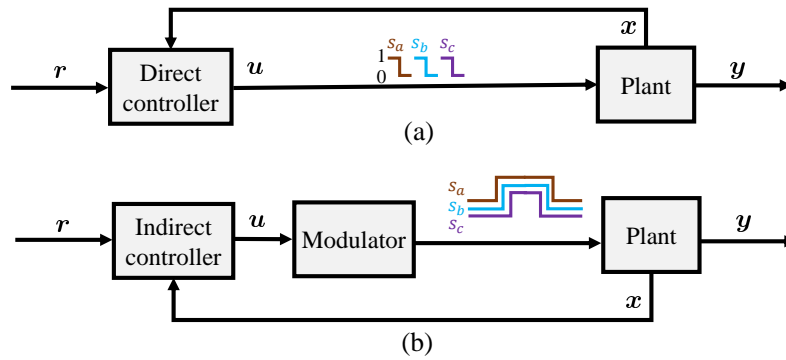 x
s_a s_b s_c
1
0
r
Direct
controller
u
Plant
y
(a)
r
Indirect
controller
u
Modulator
s_a
s_b
s_c
Plant
y
x
(b)